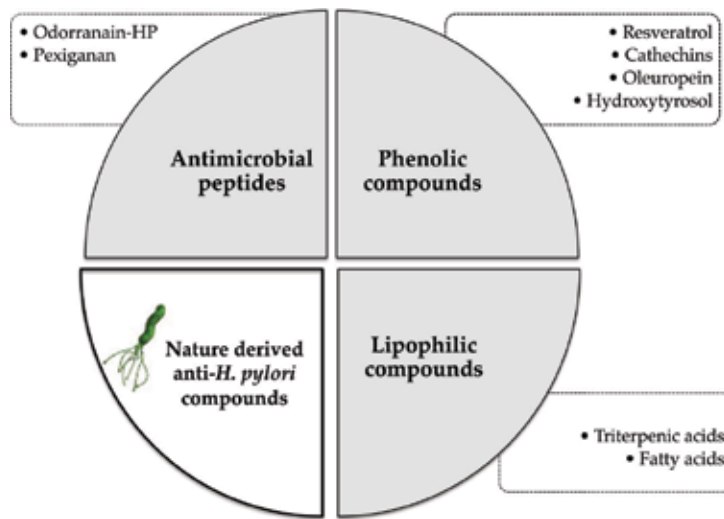 • Odorranain-HP
• Pexiganan
• Resveratrol
• Cathechins
• Oleuropein
• Hydroxytyrosol
Antimicrobial
peptides
Phenolic
compounds
Nature derived
anti-H. pylori
compounds
Lipophilic
compounds
• Triterpenic acids
• Fatty acids